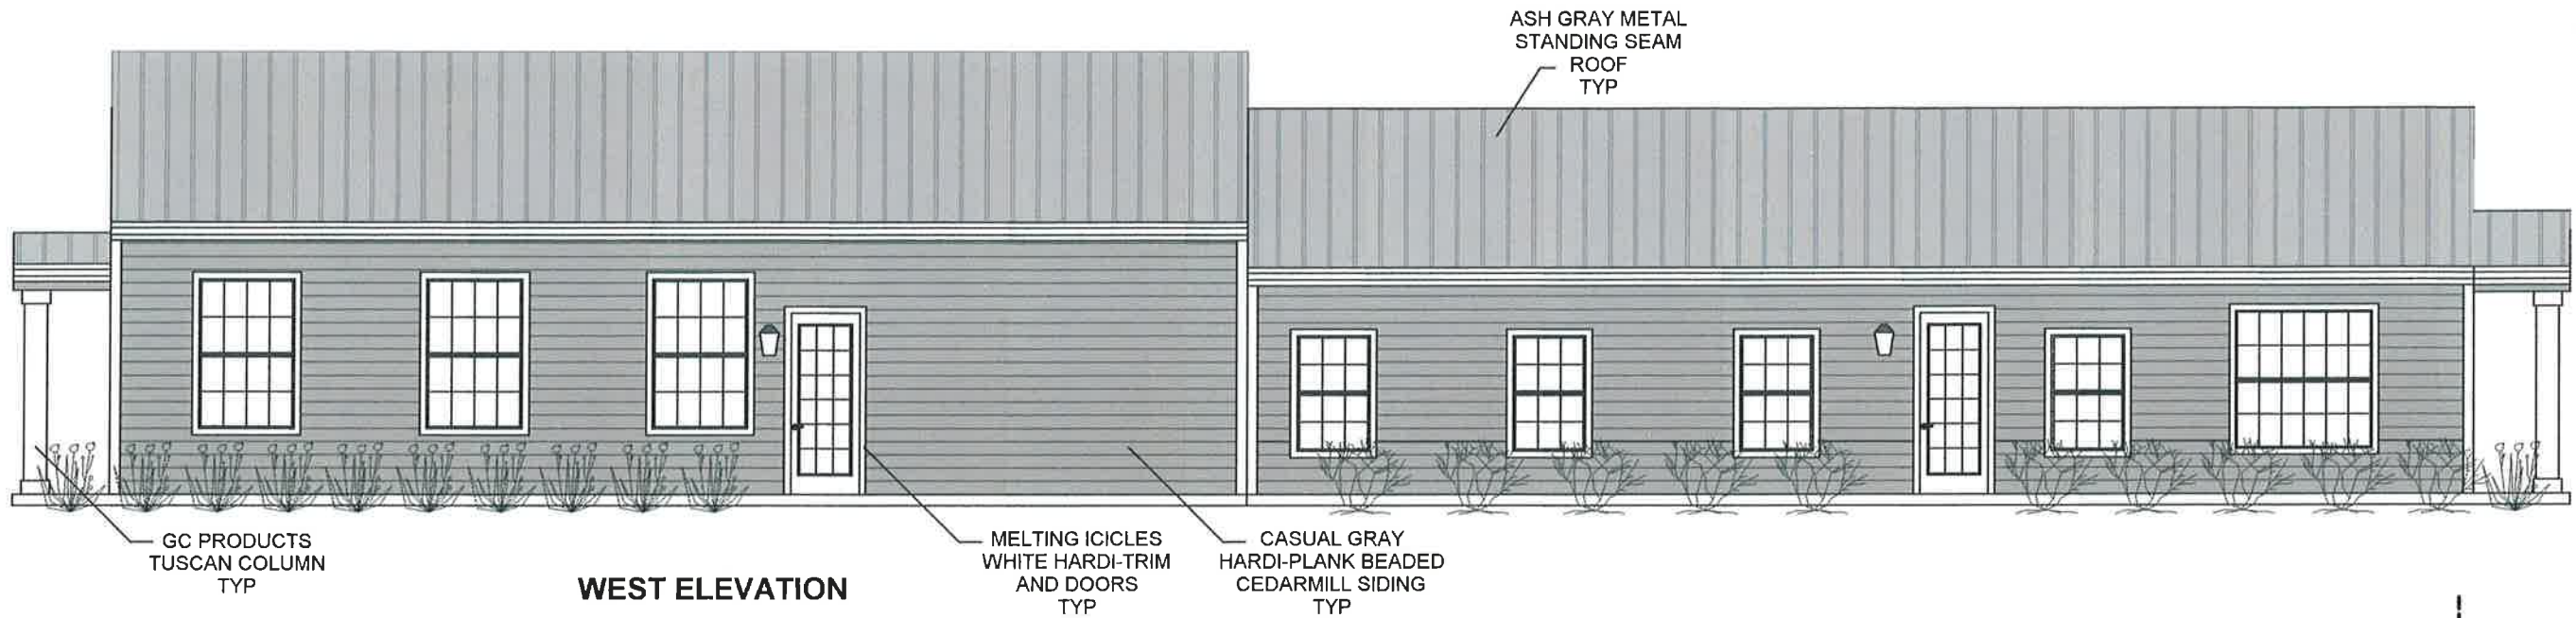 ASH GRAY METAL
STANDING SEAM
ROOF
TYP
GC PRODUCTS
TUSCAN COLUMN
TYP
WEST ELEVATION
MELTING ICICLES
WHITE HARDI-TRIM
AND DOORS
TYP
CASUAL GRAY
HARDI-PLANK BEADED
CEDARMILL SIDING
TYP